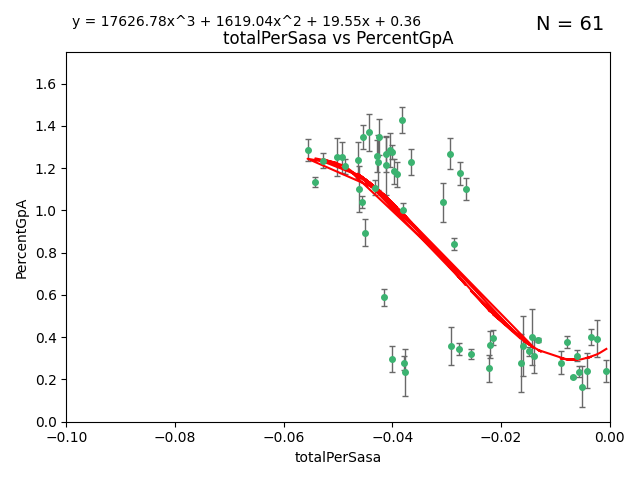 y = 17626.78x^3 + 1619.04x^2 + 19.55x + 0.36
N = 61
totalPerSasa vs PercentGpA
PercentGpA
1.6
1.4
1.2
1.0
0.8
0.6
0.4
0.2
0.0
−0.10 −0.08 −0.06 −0.04 −0.02 0.00
totalPerSasa